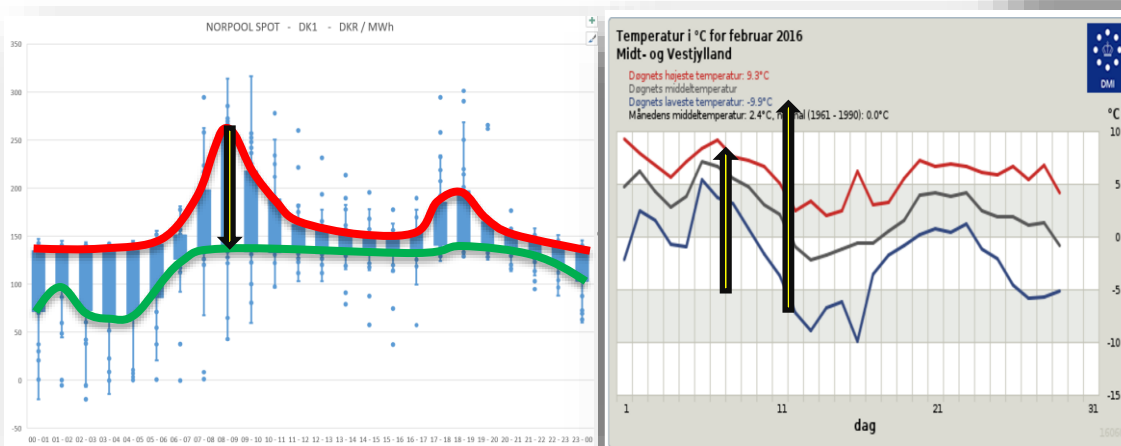 NORPOOL SPOT - DK1 - DKR / MWh
350
300
250
200
150
100
50
0
-50
00 - 01 01 - 02 02 - 03 03 - 04 04 - 05 05 - 06 06 - 07 07 - 08 08 - 09 09 - 10 10 - 11 11 - 12 12 - 13 13 - 14 14 - 15 15 - 16 16 - 17 17 - 18 18 - 19 19 - 20 20 - 21 21 - 22 22 - 23 23 - 00
Temperatur i °C for februar 2016
Midt- og Vestjylland
Døgnets højeste temperatur: 9.3°C
Døgnets middeltemperatur
Døgnets laveste temperatur: -9.9°C
Månedens middeltemperatur: 2.4°C, (1961 - 1990): 0.0°C
DMI
°C
10
5
0
-5
-10
-15
1 11 21 31
dag